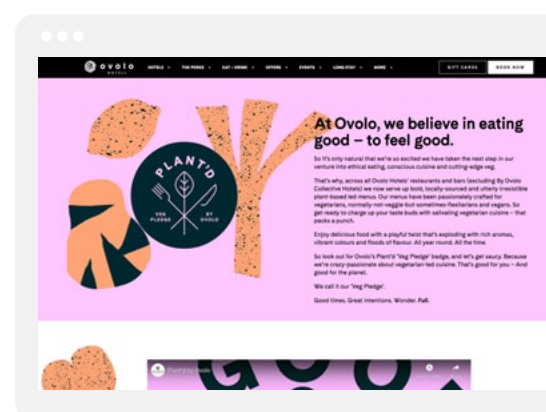 ovolo
HOTELS
HOTELS
THE PERKS
EAT + DRINK
OFFERS
EVENTS
LONG STAY
MORE
GIFT CARDS
BOOK NOW
PLANT'D
VEG PLEDGE
BY OVOLO
At Ovolo, we believe in eating
good – to feel good.
So it's only natural that we're so excited we have taken the next step in our
venture into ethical eating, conscious cuisine and cutting-edge veg.
That's why, across all Ovolo Hotels' restaurants and bars (excluding By Ovolo
Collective Hotels) we now serve up bold, locally-sourced and utterly irresistible
plant-based led menus. Our menus have been passionately crafted for
vegetarians, normally-not-veggie-but-sometimes-flexitarians and vegans. So
get ready to charge up your taste buds with salivating vegetarian cuisine – that
packs a punch.
Enjoy delicious food with a playful twist that's exploding with rich aromas,
vibrant colours and floods of flavour. All year round. All the time.
So look out for Ovolo's Plant'd 'Veg Pledge' badge, and let's get saucy. Because
we're crazy-passionate about vegetarian-led cuisine. That's good for you – And
good for the planet.
We call it our 'Veg Pledge'.
Good times. Great intentions. Wonder. Full.
Plant'd by Ovolo